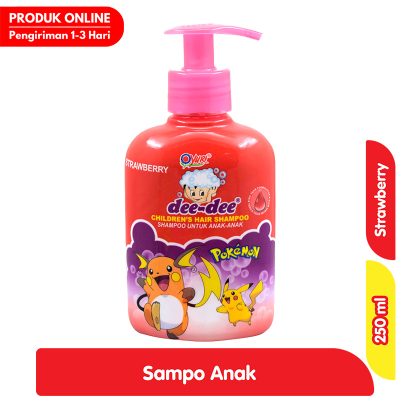 PRODUK ONLINE
Pengiriman 1-3 Hari
STRAWBERRY
dee-dee®
CHILDREN'S HAIR SHAMPOO
SHAMPOO UNTUK ANAK-ANAK
POKéMON
Strawberry
250 ml
Sampo Anak